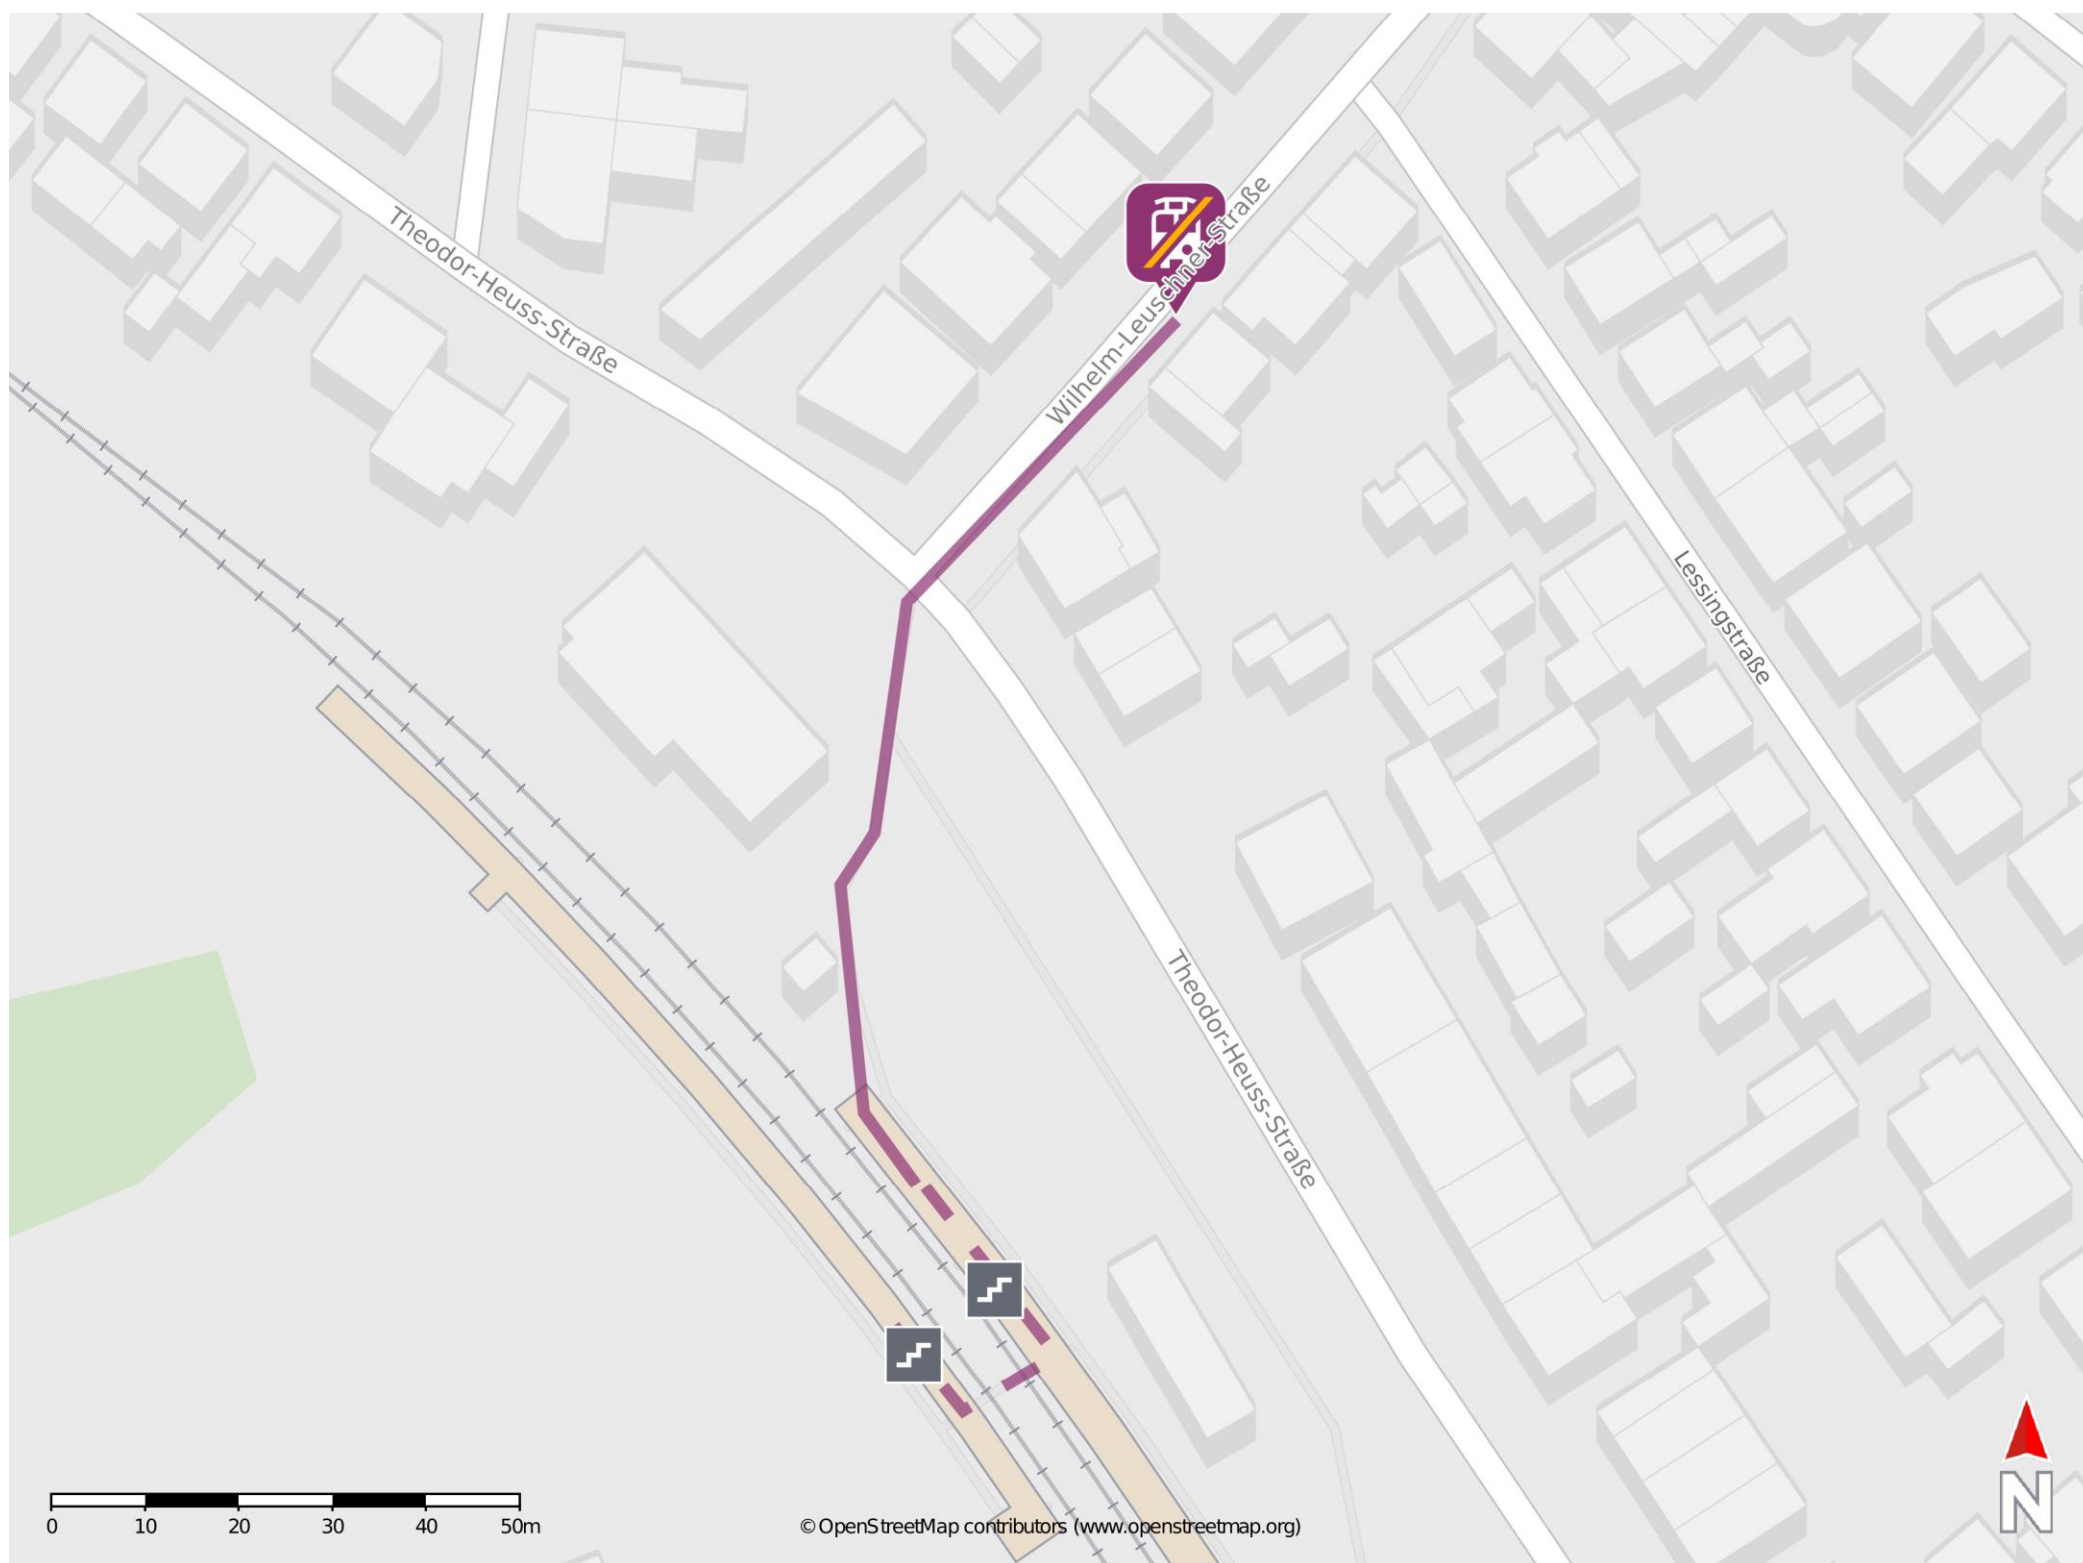 Wilhelm-Leuschner-Straße
Theodor-Heuss-Straße
Lessingstraße
Theodor-Heuss-Straße
0 10 20 30 40 50m
© OpenStreetMap contributors (www.openstreetmap.org)
N